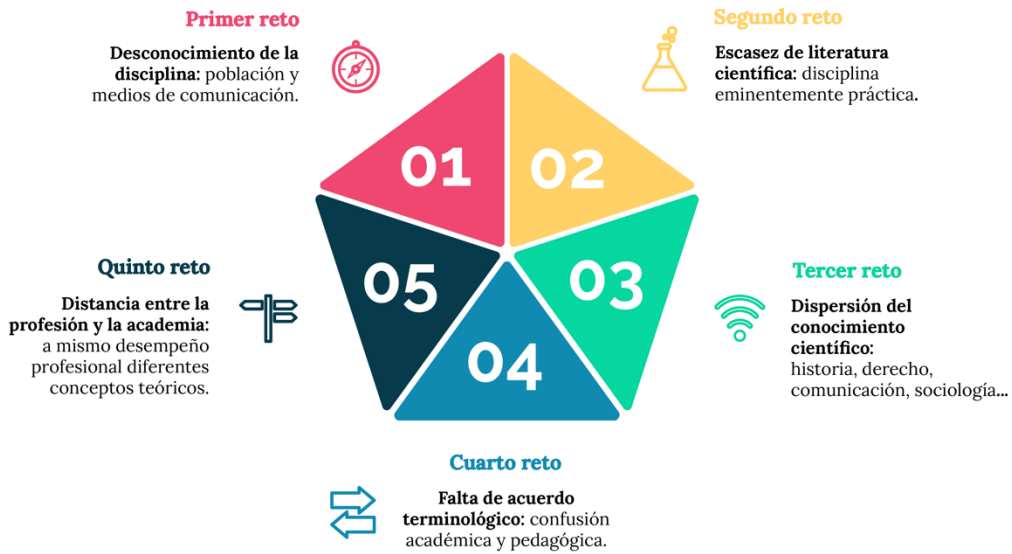 Primer reto
Desconocimiento de la
disciplina: población y
medios de comunicación.
Segundo reto
Escasez de literatura
científica: disciplina
eminentemente práctica.
01
02
03
04
05
Tercer reto
Dispersión del
conocimiento
científico:
historia, derecho,
comunicación, sociología...
Cuarto reto
Falta de acuerdo
terminológico: confusión
académica y pedagógica.
Quinto reto
Distancia entre la
profesión y la academia:
a mismo desempeño
profesional diferentes
conceptos teóricos.